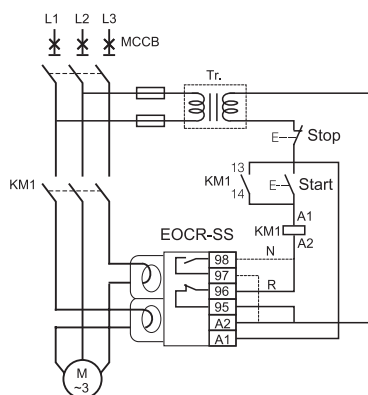 L1 L2 L3
MCCB
Tr.
E Stop
13
KM1
14
E Start
KM1
A1
KM1
A2
EOCR-SS
98
N
97
96
R
95
A2
A1
M
~3